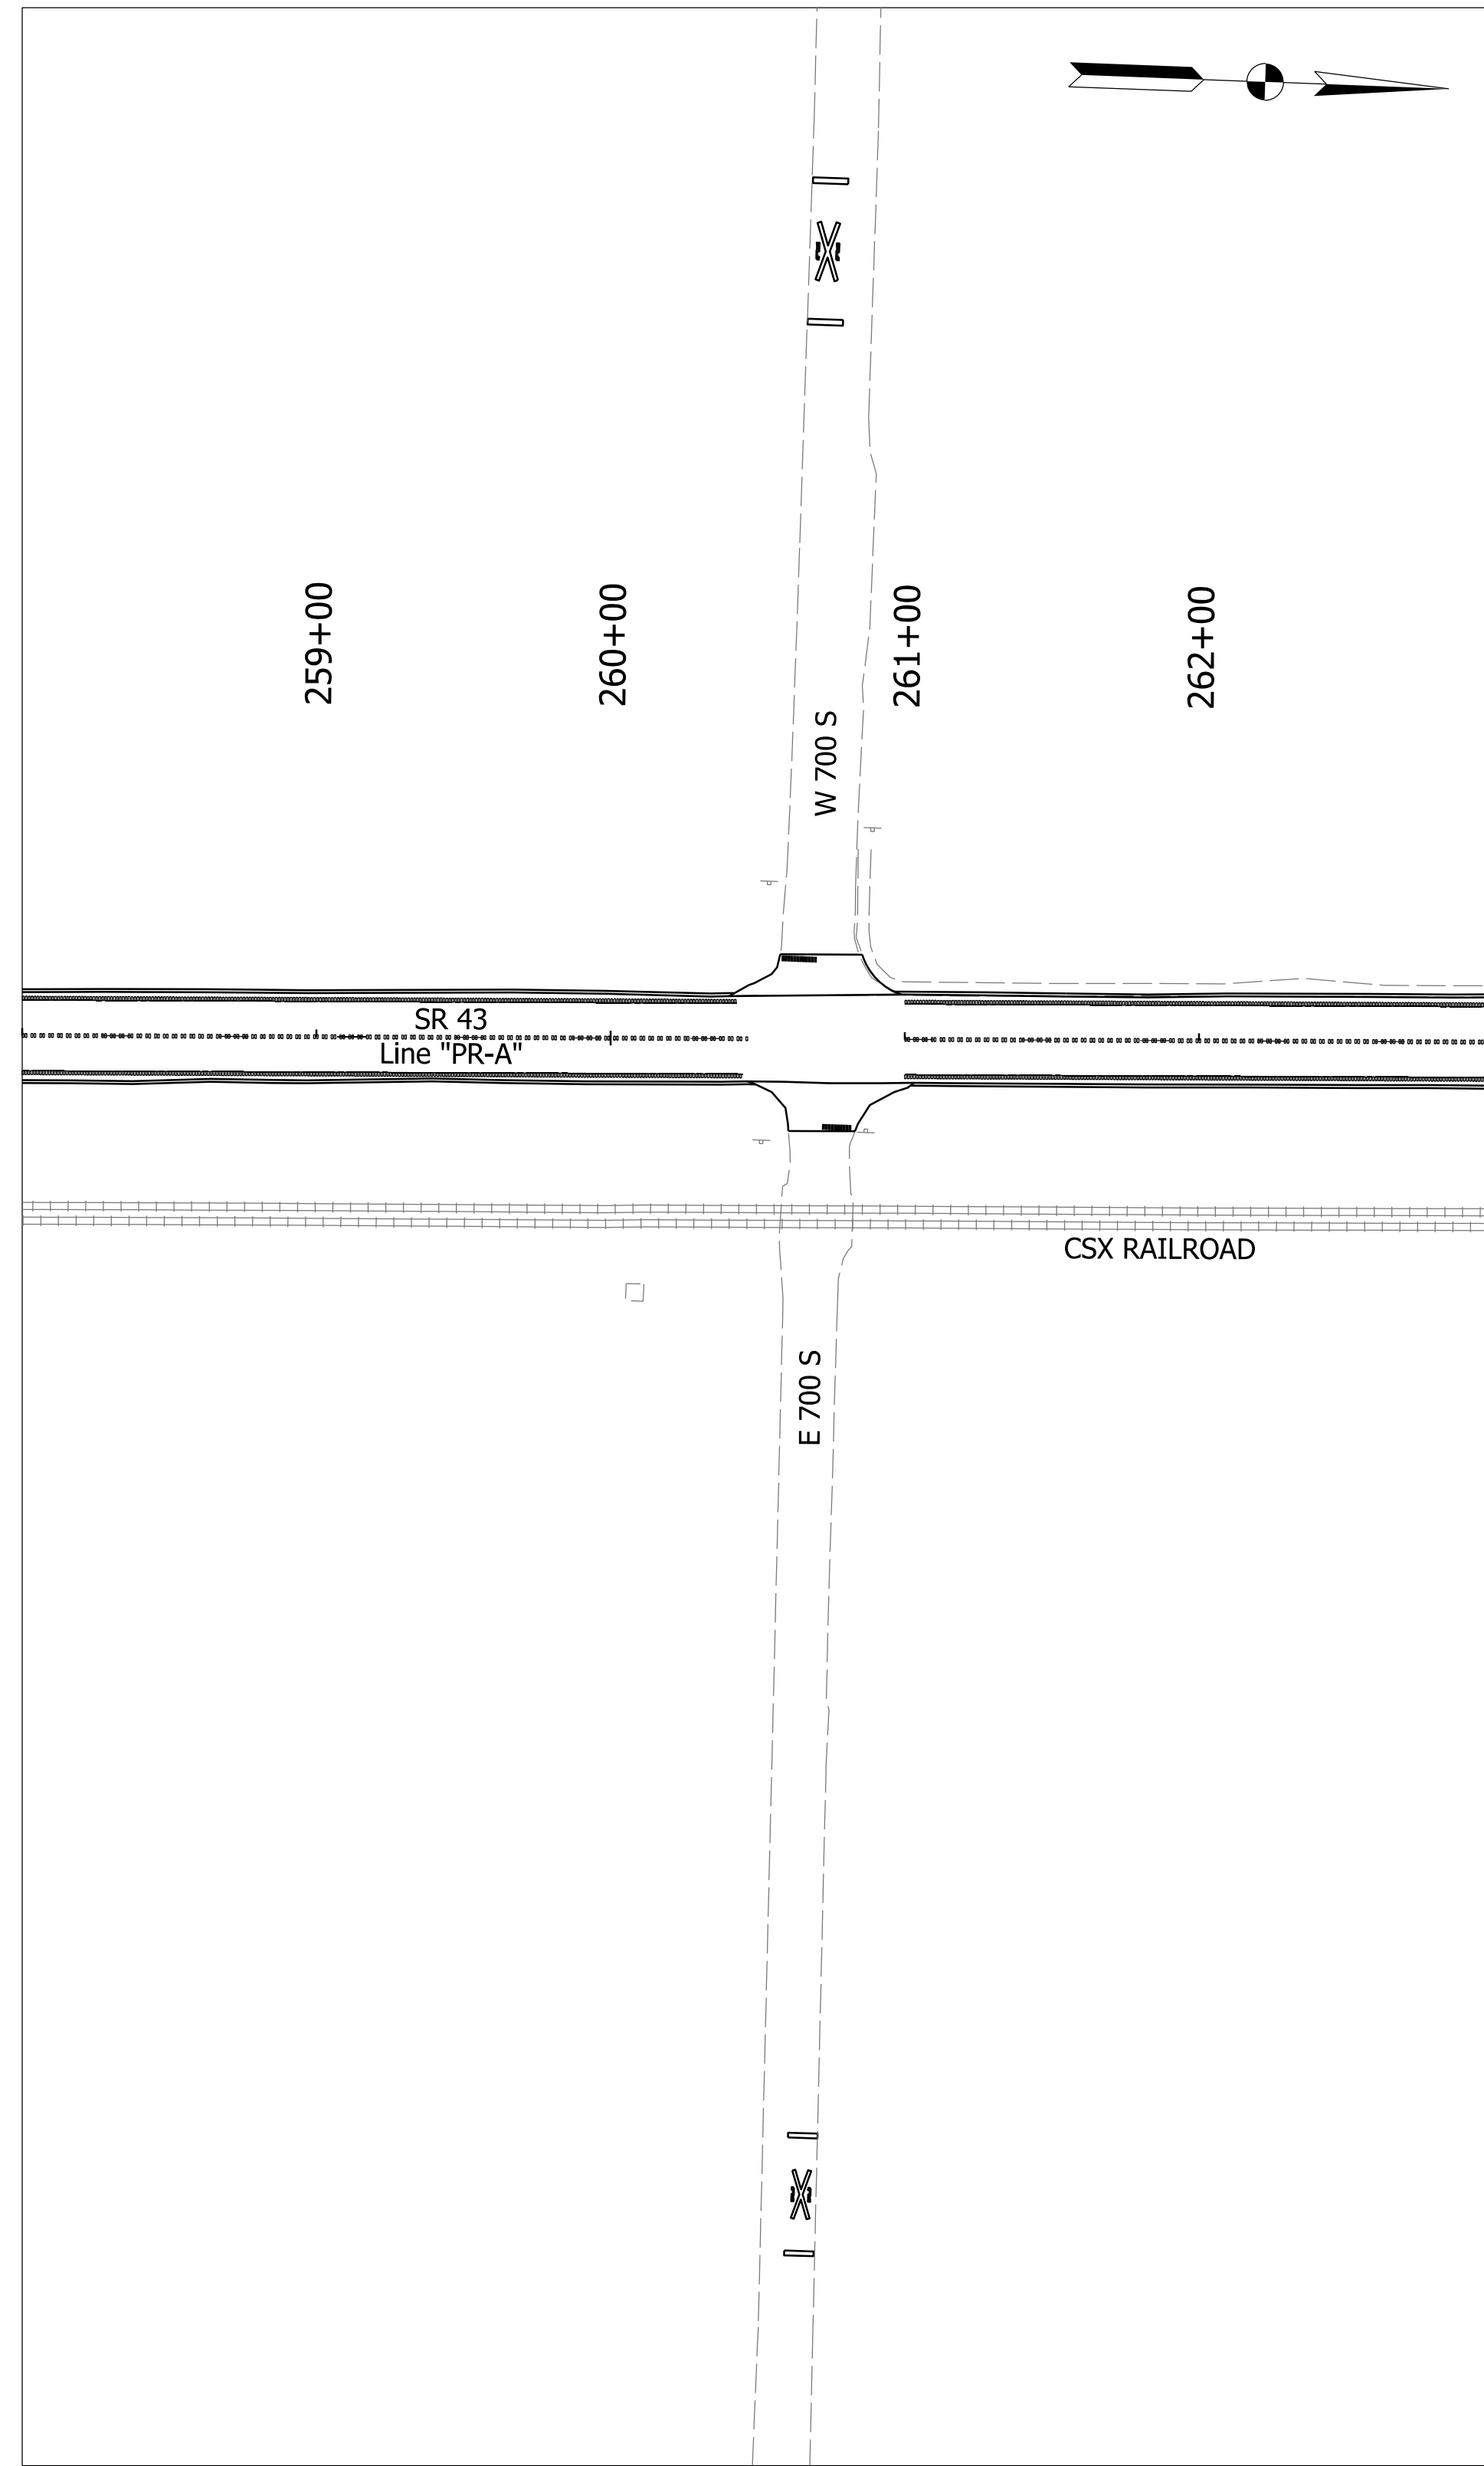 259+00
260+00
261+00
262+00
W 700 S
SR 43
Line "PR-A"
CSX RAILROAD
E 700 S